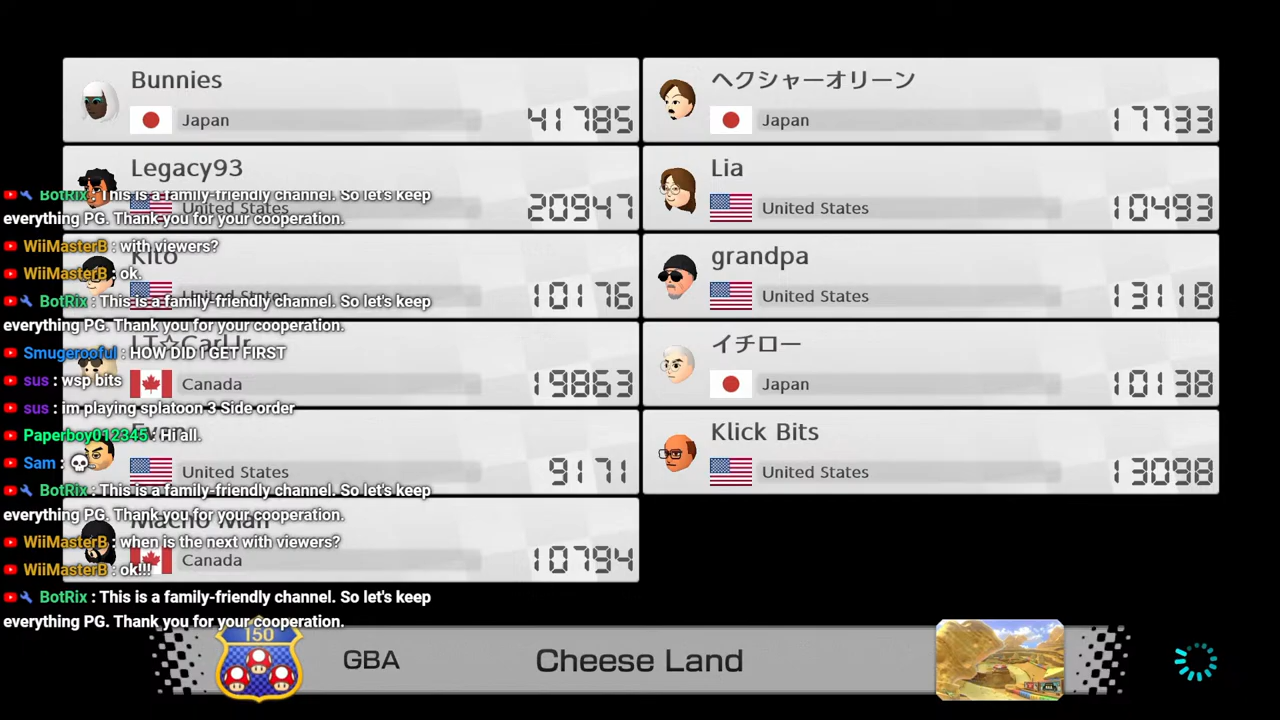 Bunnies
Japan 41785
ヘクシャーオリーン
Japan 17733
Legacy93
United States 20947
Lia
United States 10493
Kito
United States 10176
grandpa
United States 13118
Canada 19863
イチロー
Japan 10138
United States 9171
Klick Bits
United States 13098
Macho Man
Canada 10794
BotRix : This is a family-friendly channel. So let's keep
everything PG. Thank you for your cooperation.
WiiMasterB : with viewers?
WiiMasterB : ok.
BotRix : This is a family-friendly channel. So let's keep
everything PG. Thank you for your cooperation.
Smugerooful : HOW DID I GET FIRST
sus : wsp bits
sus : im playing splatoon 3 Side order
Paperboy012345 : Hi all.
Sam : 💀
BotRix : This is a family-friendly channel. So let's keep
everything PG. Thank you for your cooperation.
WiiMasterB : when is the next with viewers?
WiiMasterB : ok!!!
BotRix : This is a family-friendly channel. So let's keep
everything PG. Thank you for your cooperation.
150 GBA Cheese Land